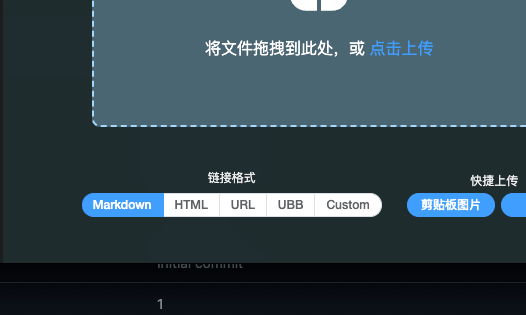 将文件拖拽到此处，或 点击上传
链接格式
快捷上传
Markdown HTML URL UBB Custom
剪贴板图片
Initial commit
1